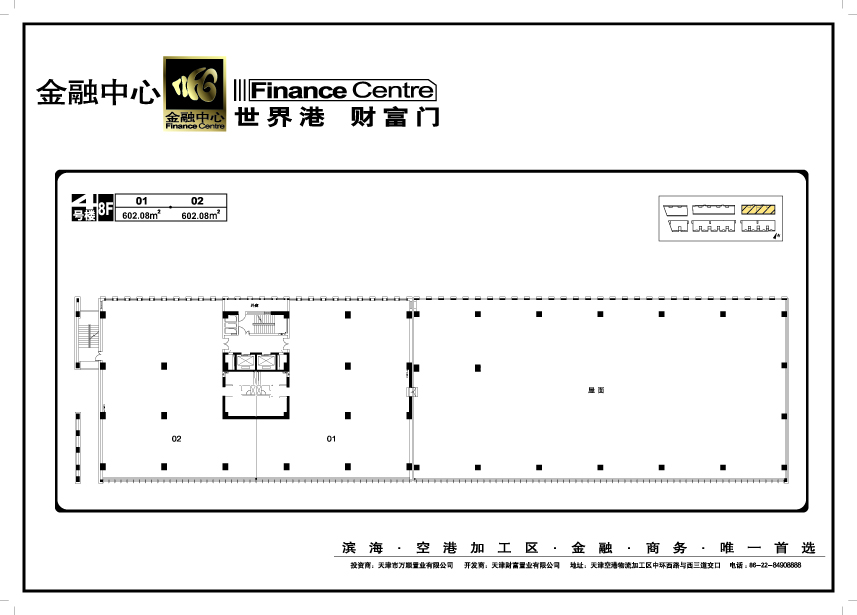 金融中心
金融中心
Finance Centre
Finance Centre
世界港 财富门
4号楼 8F
01 02
602.08m² 602.08m²
屋面
02
01
滨海·空港加工区·金融·商务·唯一首选
投资商：天津市万顺置业有限公司 开发商：天津财富置业有限公司 地址：天津空港物流加工区中环西路与西三道交口 电话：86-22-84908888